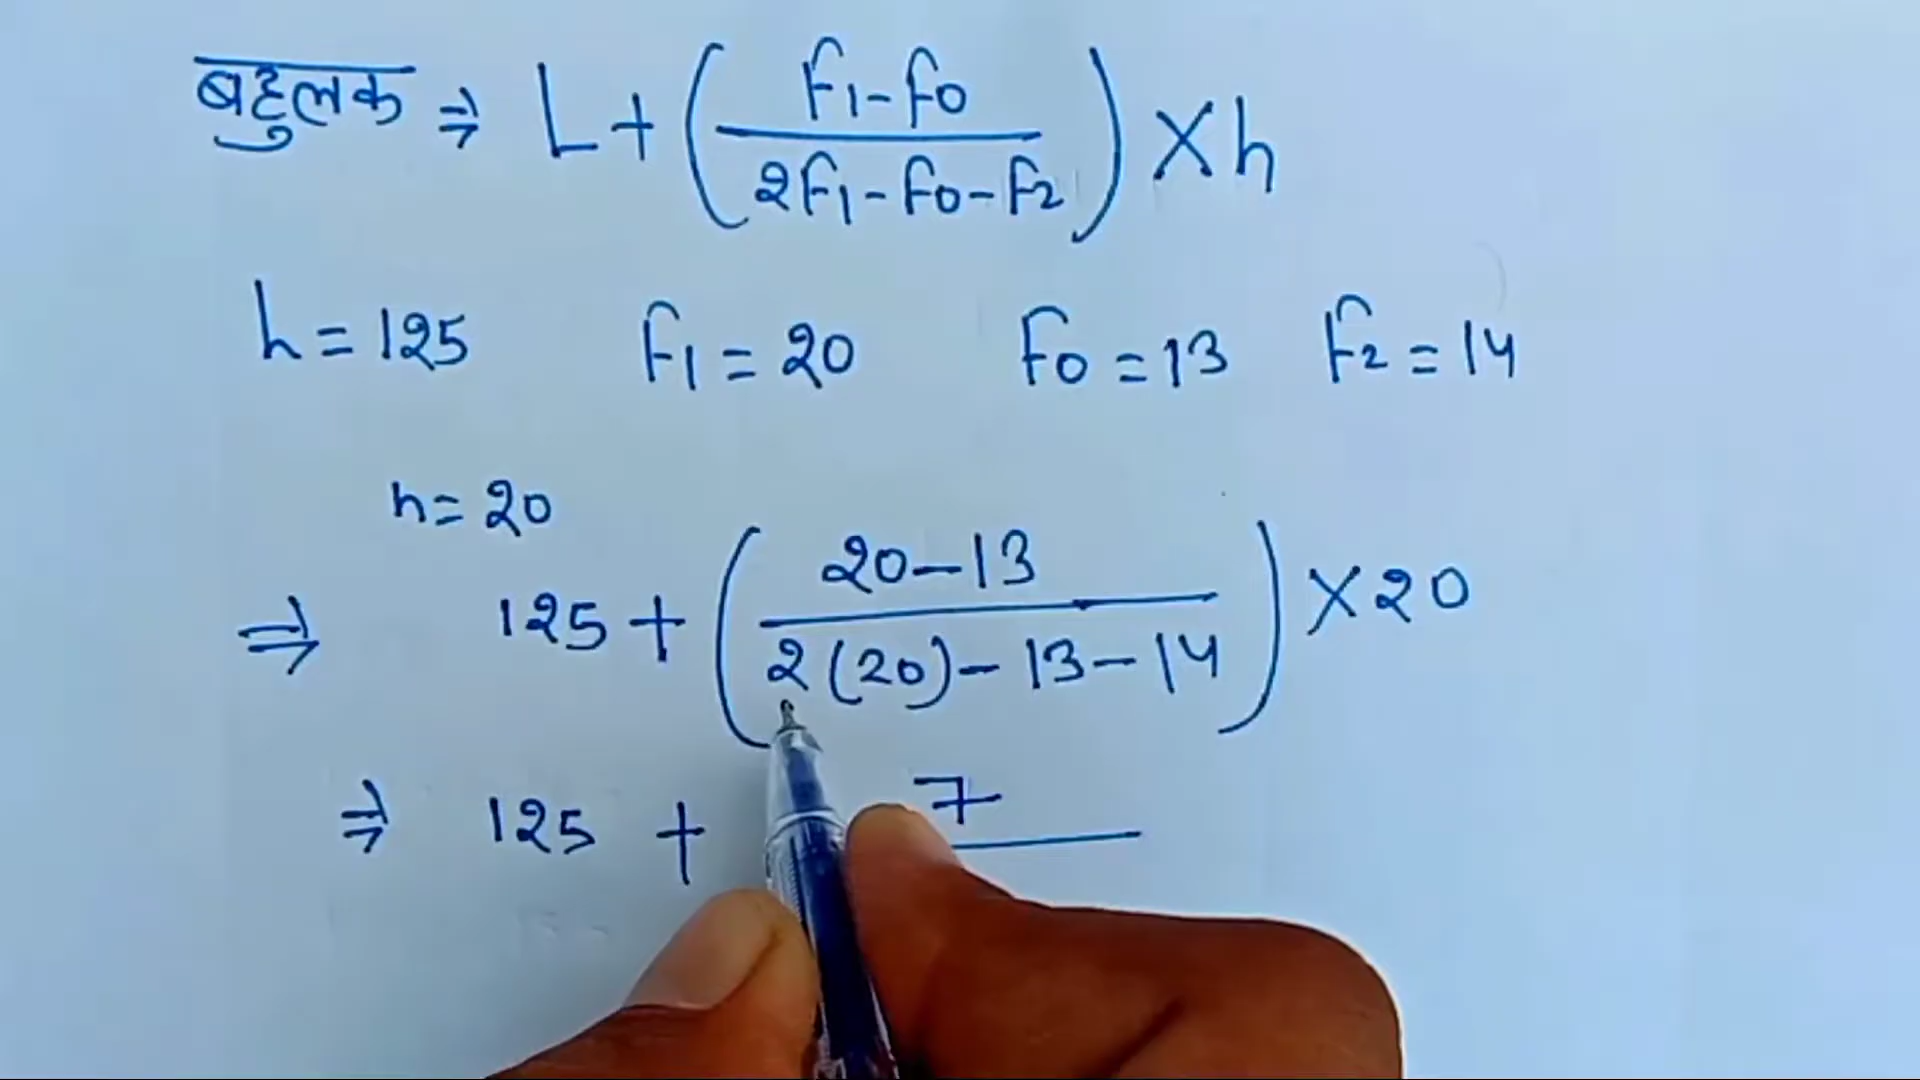 बहुलक ⇒ L + ( F1 - F0 / 2F1 - F0 - F2 ) × h
h = 125 F1 = 20 F0 = 13 F2 = 14
h = 20
⇒ 125 + ( 20 - 13 / 2(20) - 13 - 14 ) × 20
⇒ 125 + 7